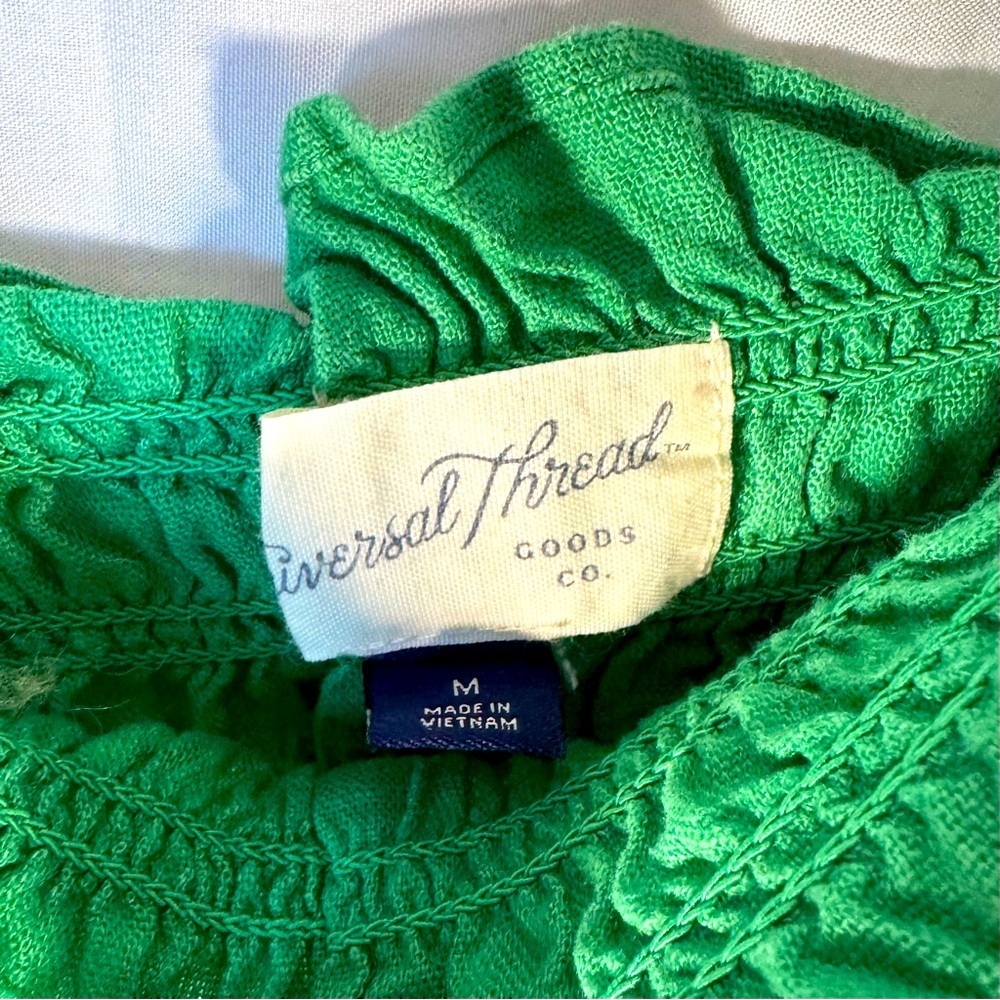 iversal Thread™
GOODS
CO.
M
MADE IN
VIETNAM